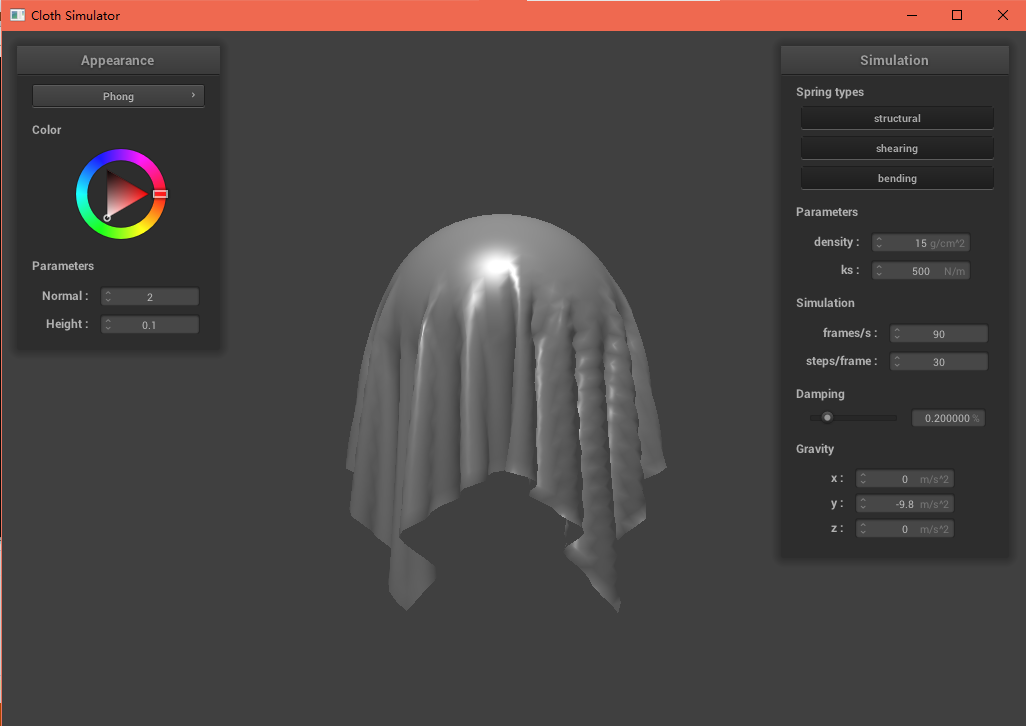 Cloth Simulator
Appearance
Phong
Color
Parameters
Normal : 2
Height : 0.1
Simulation
Spring types
structural
shearing
bending
Parameters
density : 15 g/cm^2
ks : 500 N/m
Simulation
frames/s : 90
steps/frame : 30
Damping
0.200000 %
Gravity
x : 0 m/s^2
y : -9.8 m/s^2
z : 0 m/s^2